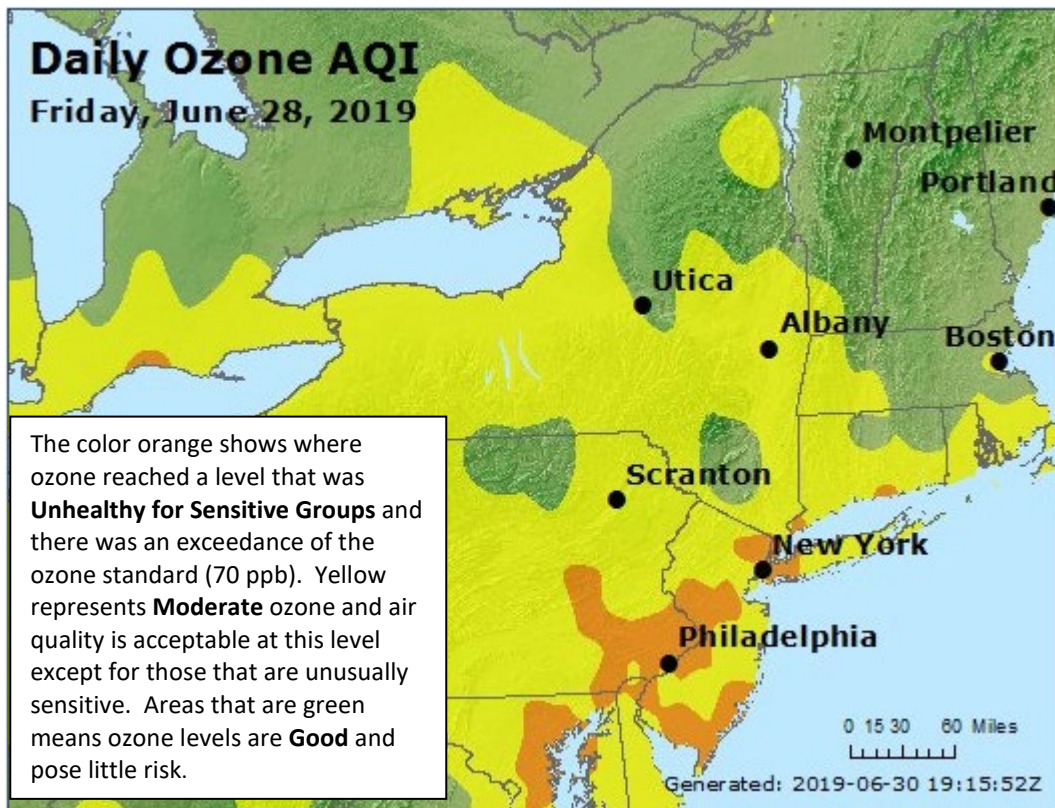 Daily Ozone AQI
Friday, June 28, 2019
Montpelier
Portland
Utica
Albany
Boston
The color orange shows where
ozone reached a level that was
Unhealthy for Sensitive Groups and
there was an exceedance of the
ozone standard (70 ppb).  Yellow
represents Moderate ozone and air
quality is acceptable at this level
except for those that are unusually
sensitive.  Areas that are green
means ozone levels are Good and
pose little risk.
Scranton
New York
Philadelphia
0 15 30 60 Miles
Generated: 2019-06-30 19:15:52Z